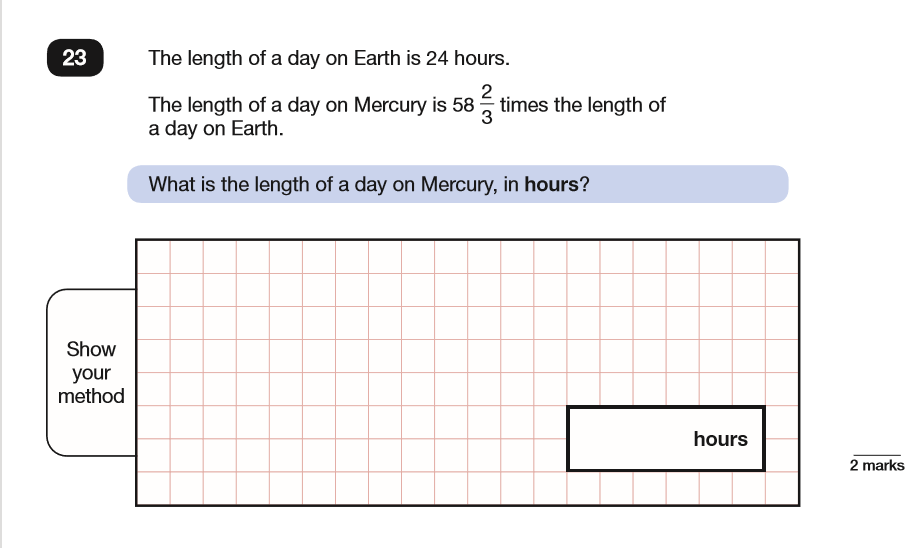 23
The length of a day on Earth is 24 hours.
The length of a day on Mercury is 58 2/3 times the length of
a day on Earth.
What is the length of a day on Mercury, in hours?
Show
your
method
hours
2 marks